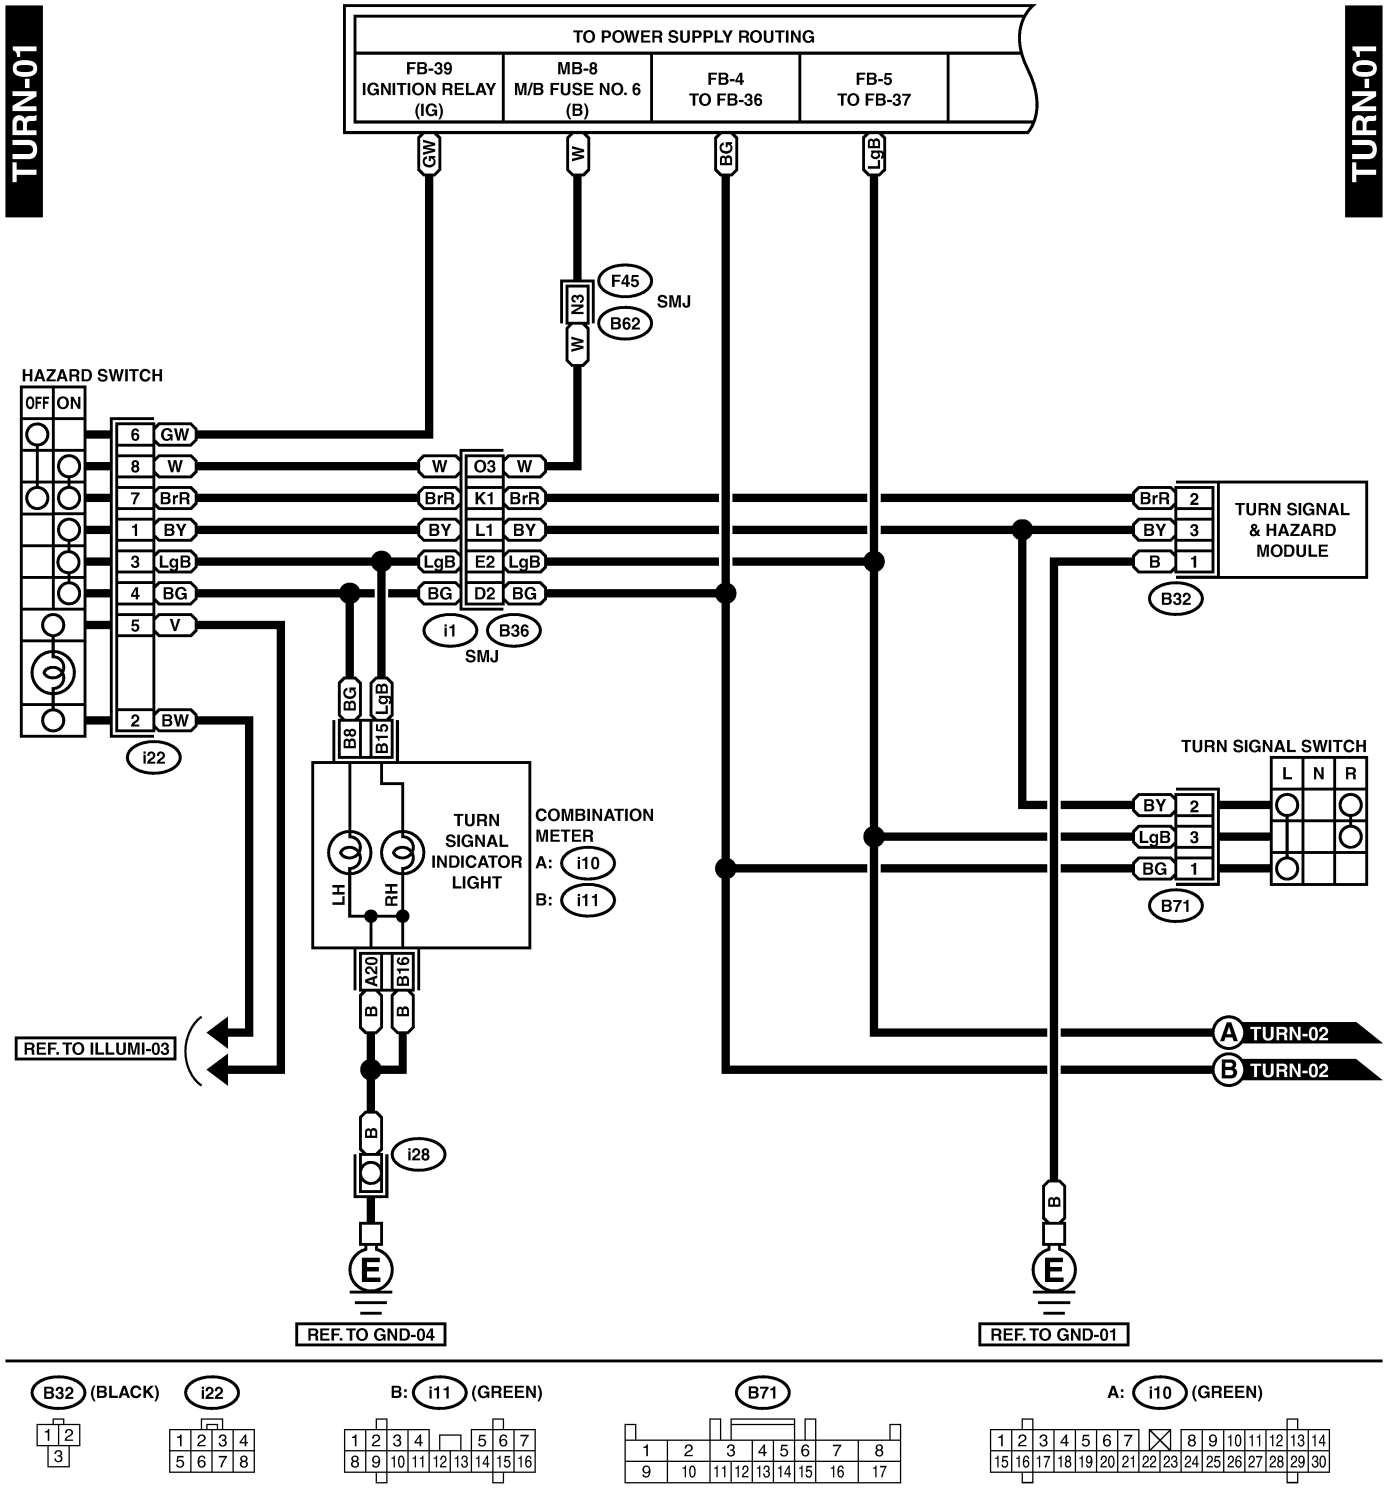 TURN-01
TURN-01
TO POWER SUPPLY ROUTING
FB-39
IGNITION RELAY
(IG)
MB-8
M/B FUSE NO. 6
(B)
FB-4
TO FB-36
FB-5
TO FB-37
GW
W
BG
LgB
N3
F45
B62
SMJ
W
HAZARD SWITCH
OFF ON
6 GW
8 W W O3 W
7 BrR BrR K1 BrR BrR 2
1 BY BY L1 BY BY 3
3 LgB LgB E2 LgB B 1
4 BG BG D2 BG
5 V
2 BW
i22
i1 B36
SMJ
TURN SIGNAL
& HAZARD
MODULE
B32
BG LgB
B8 B15
TURN
SIGNAL
INDICATOR
LIGHT
LH RH
COMBINATION
METER
A: i10
B: i11
A20 B16
B B
B
i28
E
REF. TO GND-04
REF. TO ILLUMI-03
TURN SIGNAL SWITCH
L N R
BY 2
LgB 3
BG 1
B71
A TURN-02
B TURN-02
B
E
REF. TO GND-01
B32 (BLACK)
1 2
3
i22
1 2 3 4
5 6 7 8
B: i11 (GREEN)
1 2 3 4 5 6 7
8 9 10 11 12 13 14 15 16
B71
1 2 3 4 5 6 7 8
9 10 11 12 13 14 15 16 17
A: i10 (GREEN)
1 2 3 4 5 6 7 8 9 10 11 12 13 14
15 16 17 18 19 20 21 22 23 24 25 26 27 28 29 30